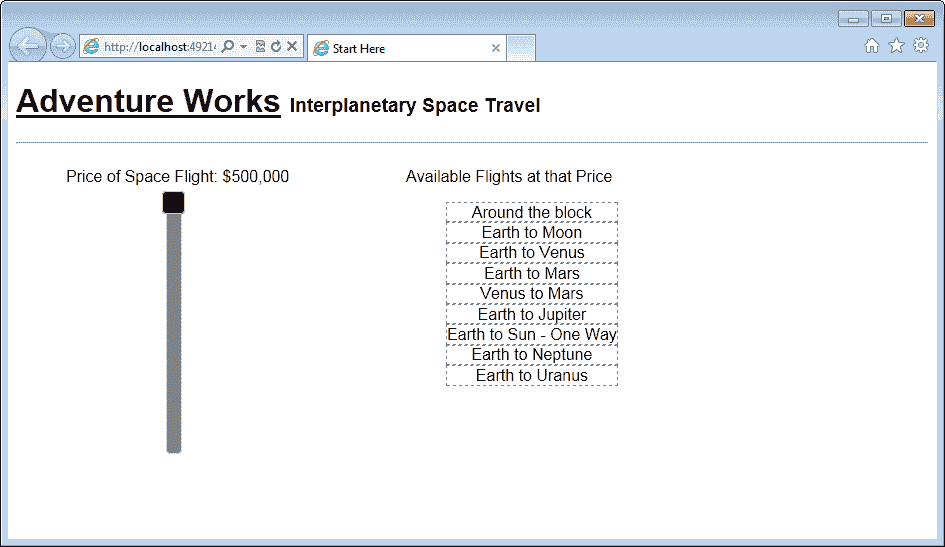 http://localhost:4921
Start Here
Adventure Works Interplanetary Space Travel
Price of Space Flight: $500,000
Available Flights at that Price
Around the block
Earth to Moon
Earth to Venus
Earth to Mars
Venus to Mars
Earth to Jupiter
Earth to Sun - One Way
Earth to Neptune
Earth to Uranus